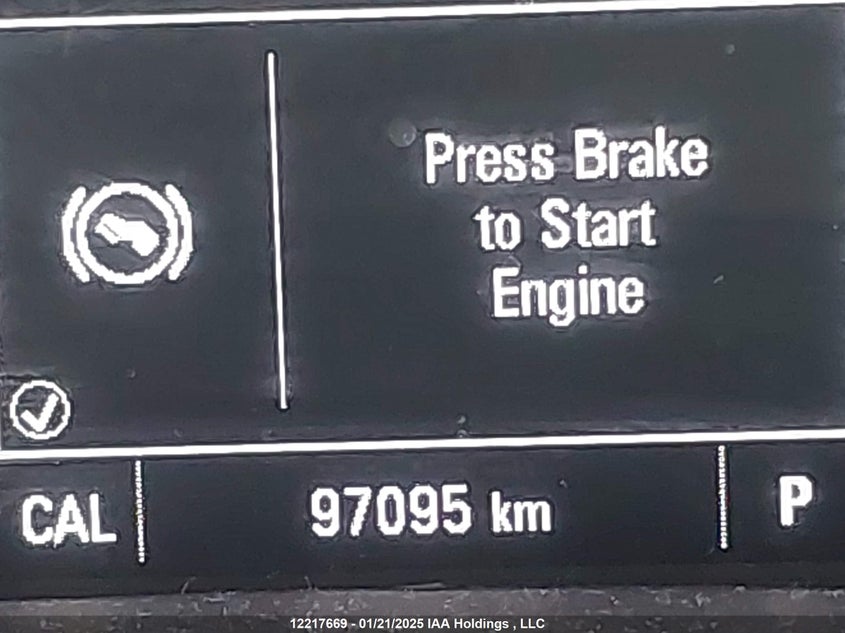 Press Brake
to Start
Engine
CAL 97095 km P
12217669 - 01/21/2025 IAA Holdings , LLC